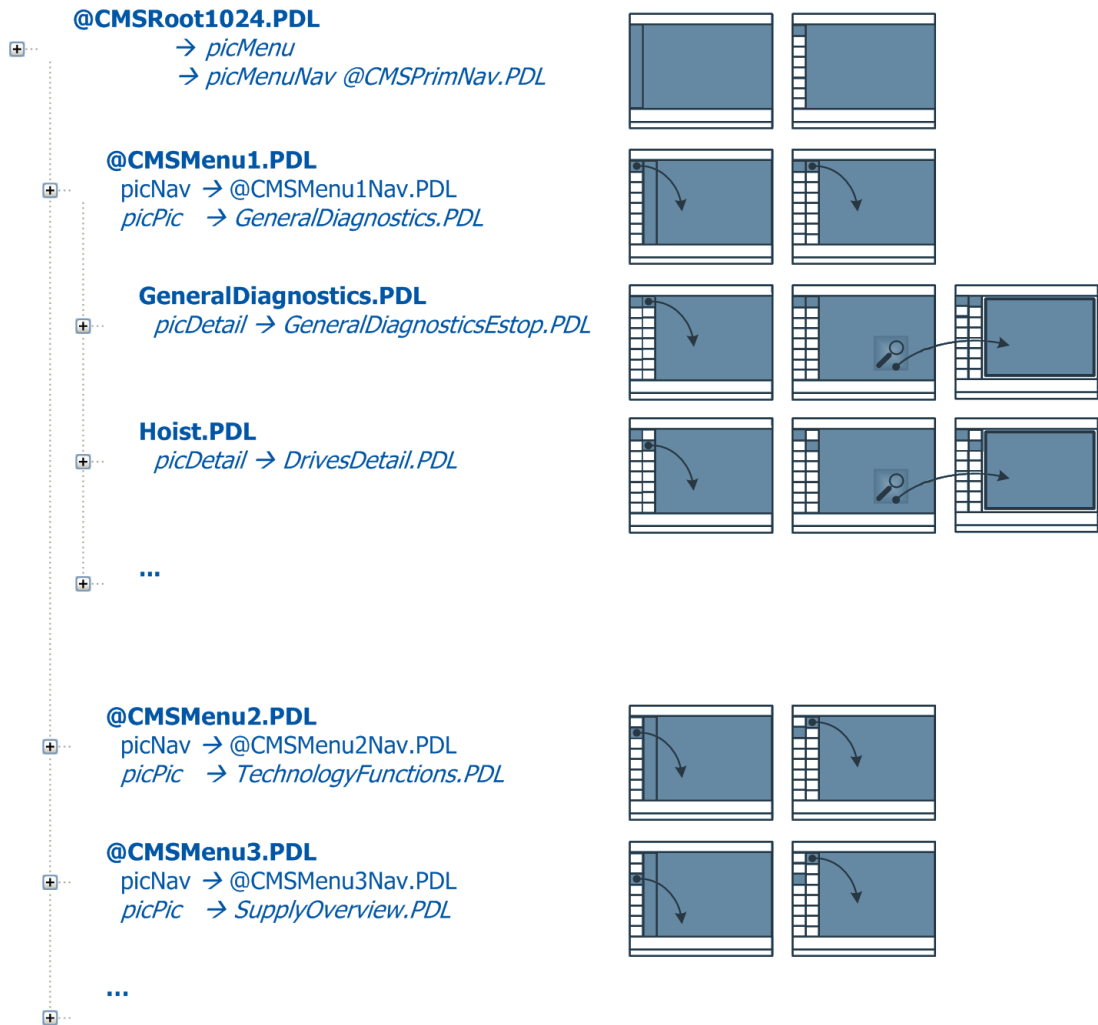 @CMSRoot1024.PDL
→ picMenu
→ picMenuNav @CMSPrimNav.PDL
@CMSMenu1.PDL
picNav → @CMSMenu1Nav.PDL
picPic → GeneralDiagnostics.PDL
GeneralDiagnostics.PDL
picDetail → GeneralDiagnosticsEstop.PDL
Hoist.PDL
picDetail → DrivesDetail.PDL
...
@CMSMenu2.PDL
picNav → @CMSMenu2Nav.PDL
picPic → TechnologyFunctions.PDL
@CMSMenu3.PDL
picNav → @CMSMenu3Nav.PDL
picPic → SupplyOverview.PDL
...